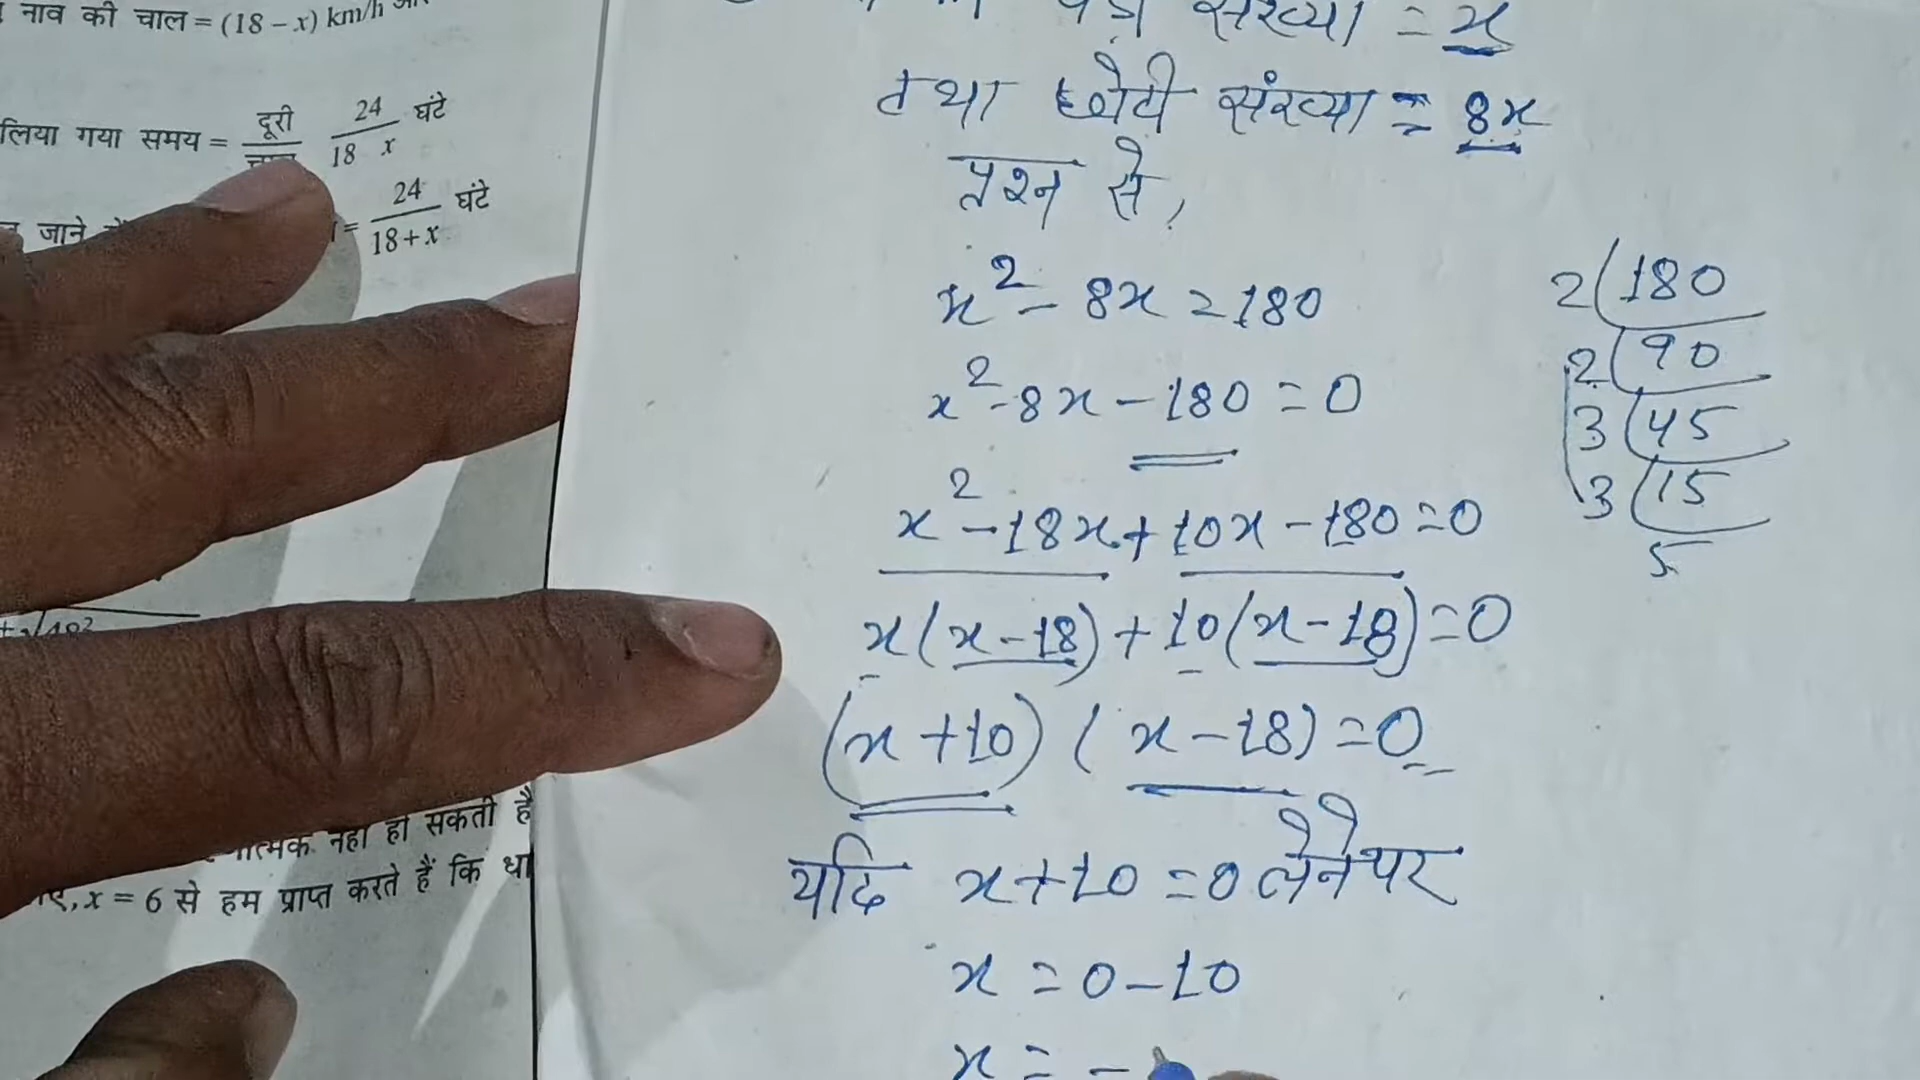 नाव की चाल = (18 – x) km/h और
लिया गया समय = दूरी/चाल 24/18 x घंटे
जाने = 24/18+x घंटे
नहीं हो सकती है
x = 6 से हम प्राप्त करते हैं कि धा
संख्या = x
तथा छोटी संख्या = 8x
प्रश्न से,
x² - 8x = 180
x² - 8x - 180 = 0
x² - 18x + 10x - 180 = 0
x(x - 18) + 10(x - 18) = 0
(x + 10) (x - 18) = 0
यदि x + 10 = 0 लेने पर
x = 0 - 10
x = -
2 180
2 90
3 45
3 15
5